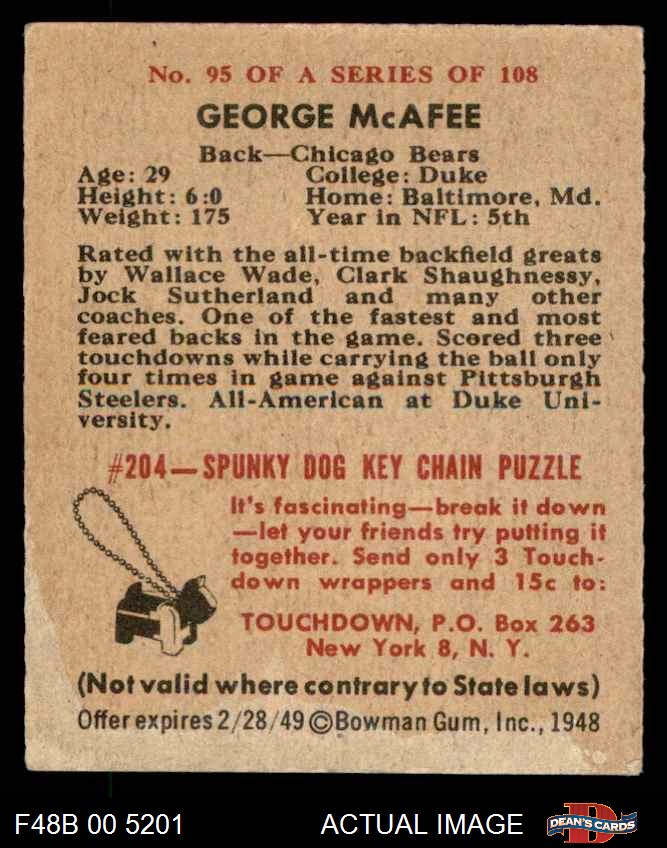 No. 95 OF A SERIES OF 108
GEORGE McAFEE
Back—Chicago Bears
Age: 29 College: Duke
Height: 6:0 Home: Baltimore, Md.
Weight: 175 Year in NFL: 5th
Rated with the all-time backfield greats
by Wallace Wade, Clark Shaughnessy,
Jock Sutherland and many other
coaches. One of the fastest and most
feared backs in the game. Scored three
touchdowns while carrying the ball only
four times in game against Pittsburgh
Steelers. All-American at Duke Uni-
versity.
#204—SPUNKY DOG KEY CHAIN PUZZLE
It's fascinating—break it down
—let your friends try putting it
together. Send only 3 Touch-
down wrappers and 15c to:
TOUCHDOWN, P.O. Box 263
New York 8, N. Y.
(Not valid where contrary to State laws)
Offer expires 2/28/49 ©Bowman Gum, Inc., 1948
F48B 00 5201 ACTUAL IMAGE
DEAN'S CARDS